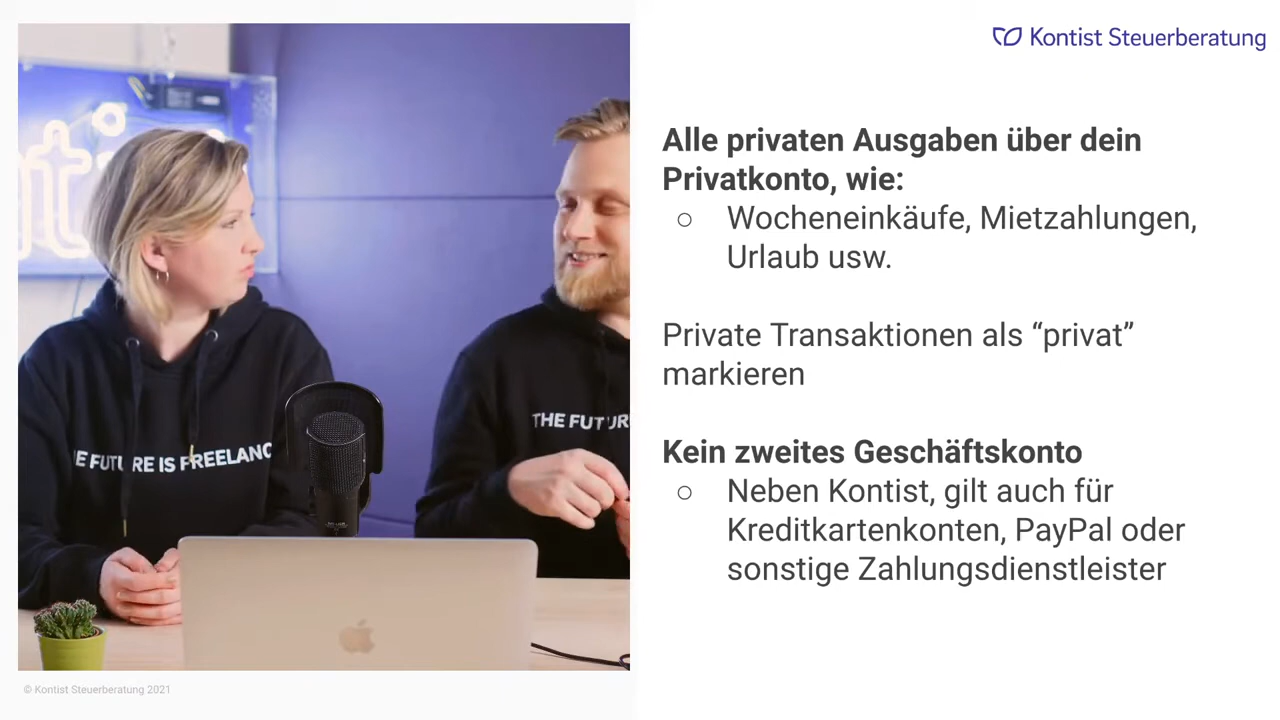 Kontist Steuerberatung
Alle privaten Ausgaben über dein
Privatkonto, wie:
○ Wocheneinkäufe, Mietzahlungen,
Urlaub usw.
Private Transaktionen als “privat”
markieren
Kein zweites Geschäftskonto
○ Neben Kontist, gilt auch für
Kreditkartenkonten, PayPal oder
sonstige Zahlungsdienstleister
THE FUTUR
E FUTURE IS FREELANC
© Kontist Steuerberatung 2021